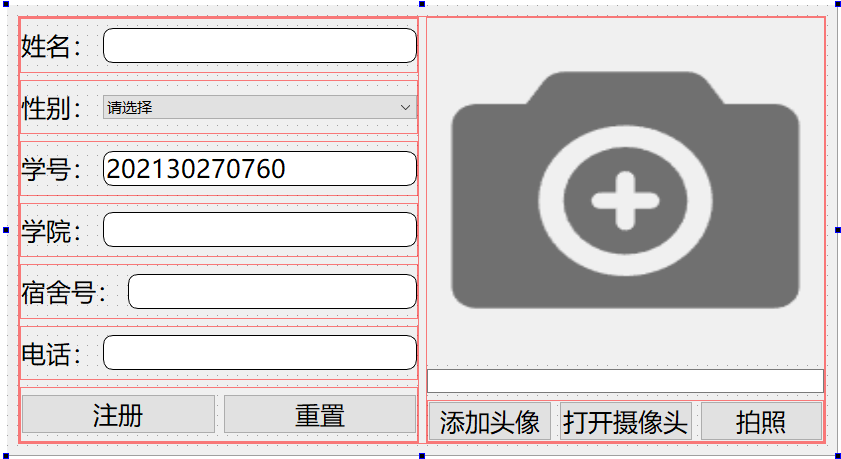 姓名：
性别： 请选择
学号： 202130270760
学院：
宿舍号：
电话：
注册 重置
添加头像 打开摄像头 拍照